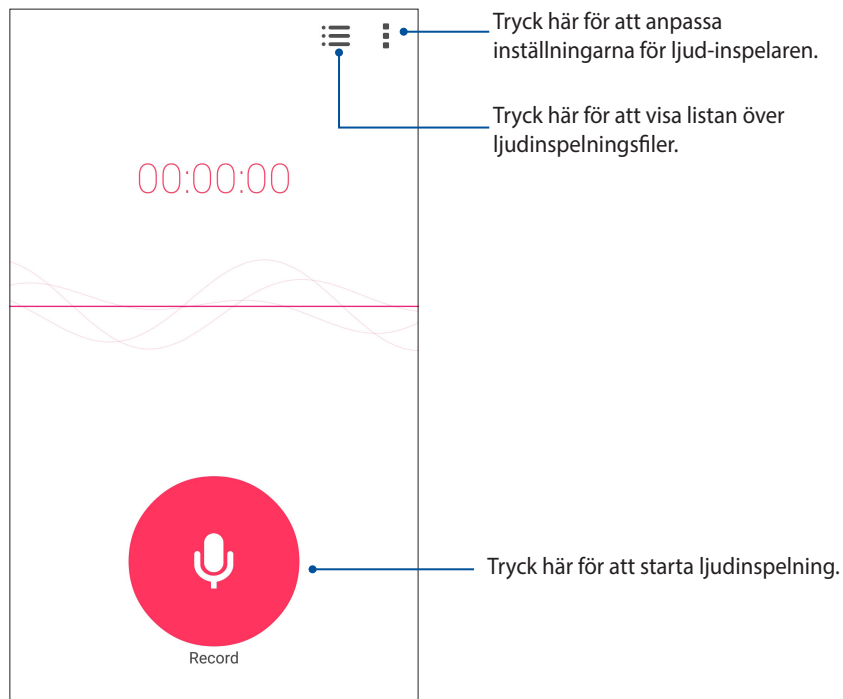 Tryck här för att anpassa
inställningarna för ljud-inspelaren.
Tryck här för att visa listan över
ljudinspelningsfiler.
00:00:00
Tryck här för att starta ljudinspelning.
Record